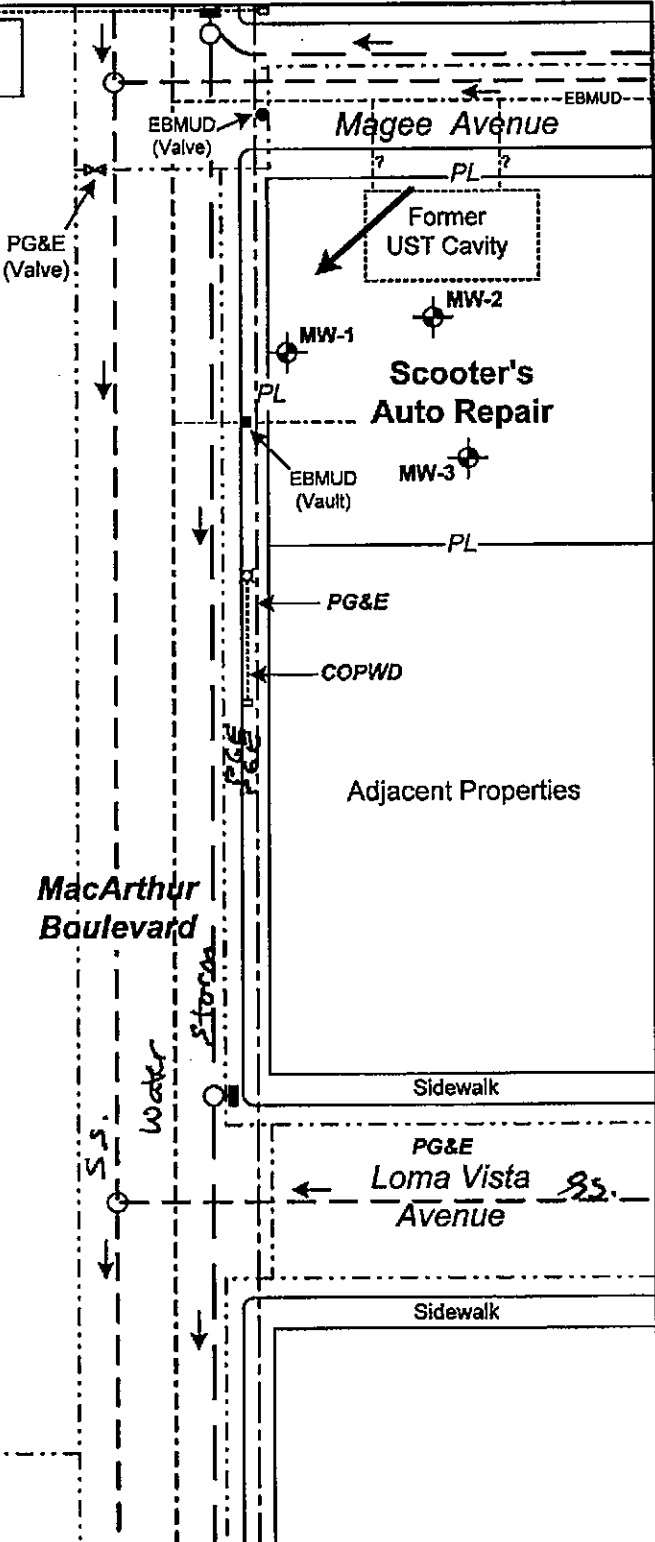 EBMUD
EBMUD
(Valve)
Magee Avenue
? PL ?
PG&E
(Valve)
Former
UST Cavity
MW-2
MW-1
Scooter's
Auto Repair
PL
MW-3
EBMUD
(Vault)
PL
PG&E
COPWD
PGE
PGE
Adjacent Properties
MacArthur
Boulevard
Storm
Water
S.S.
Sidewalk
PG&E
Loma Vista
Avenue
S.S.
Sidewalk